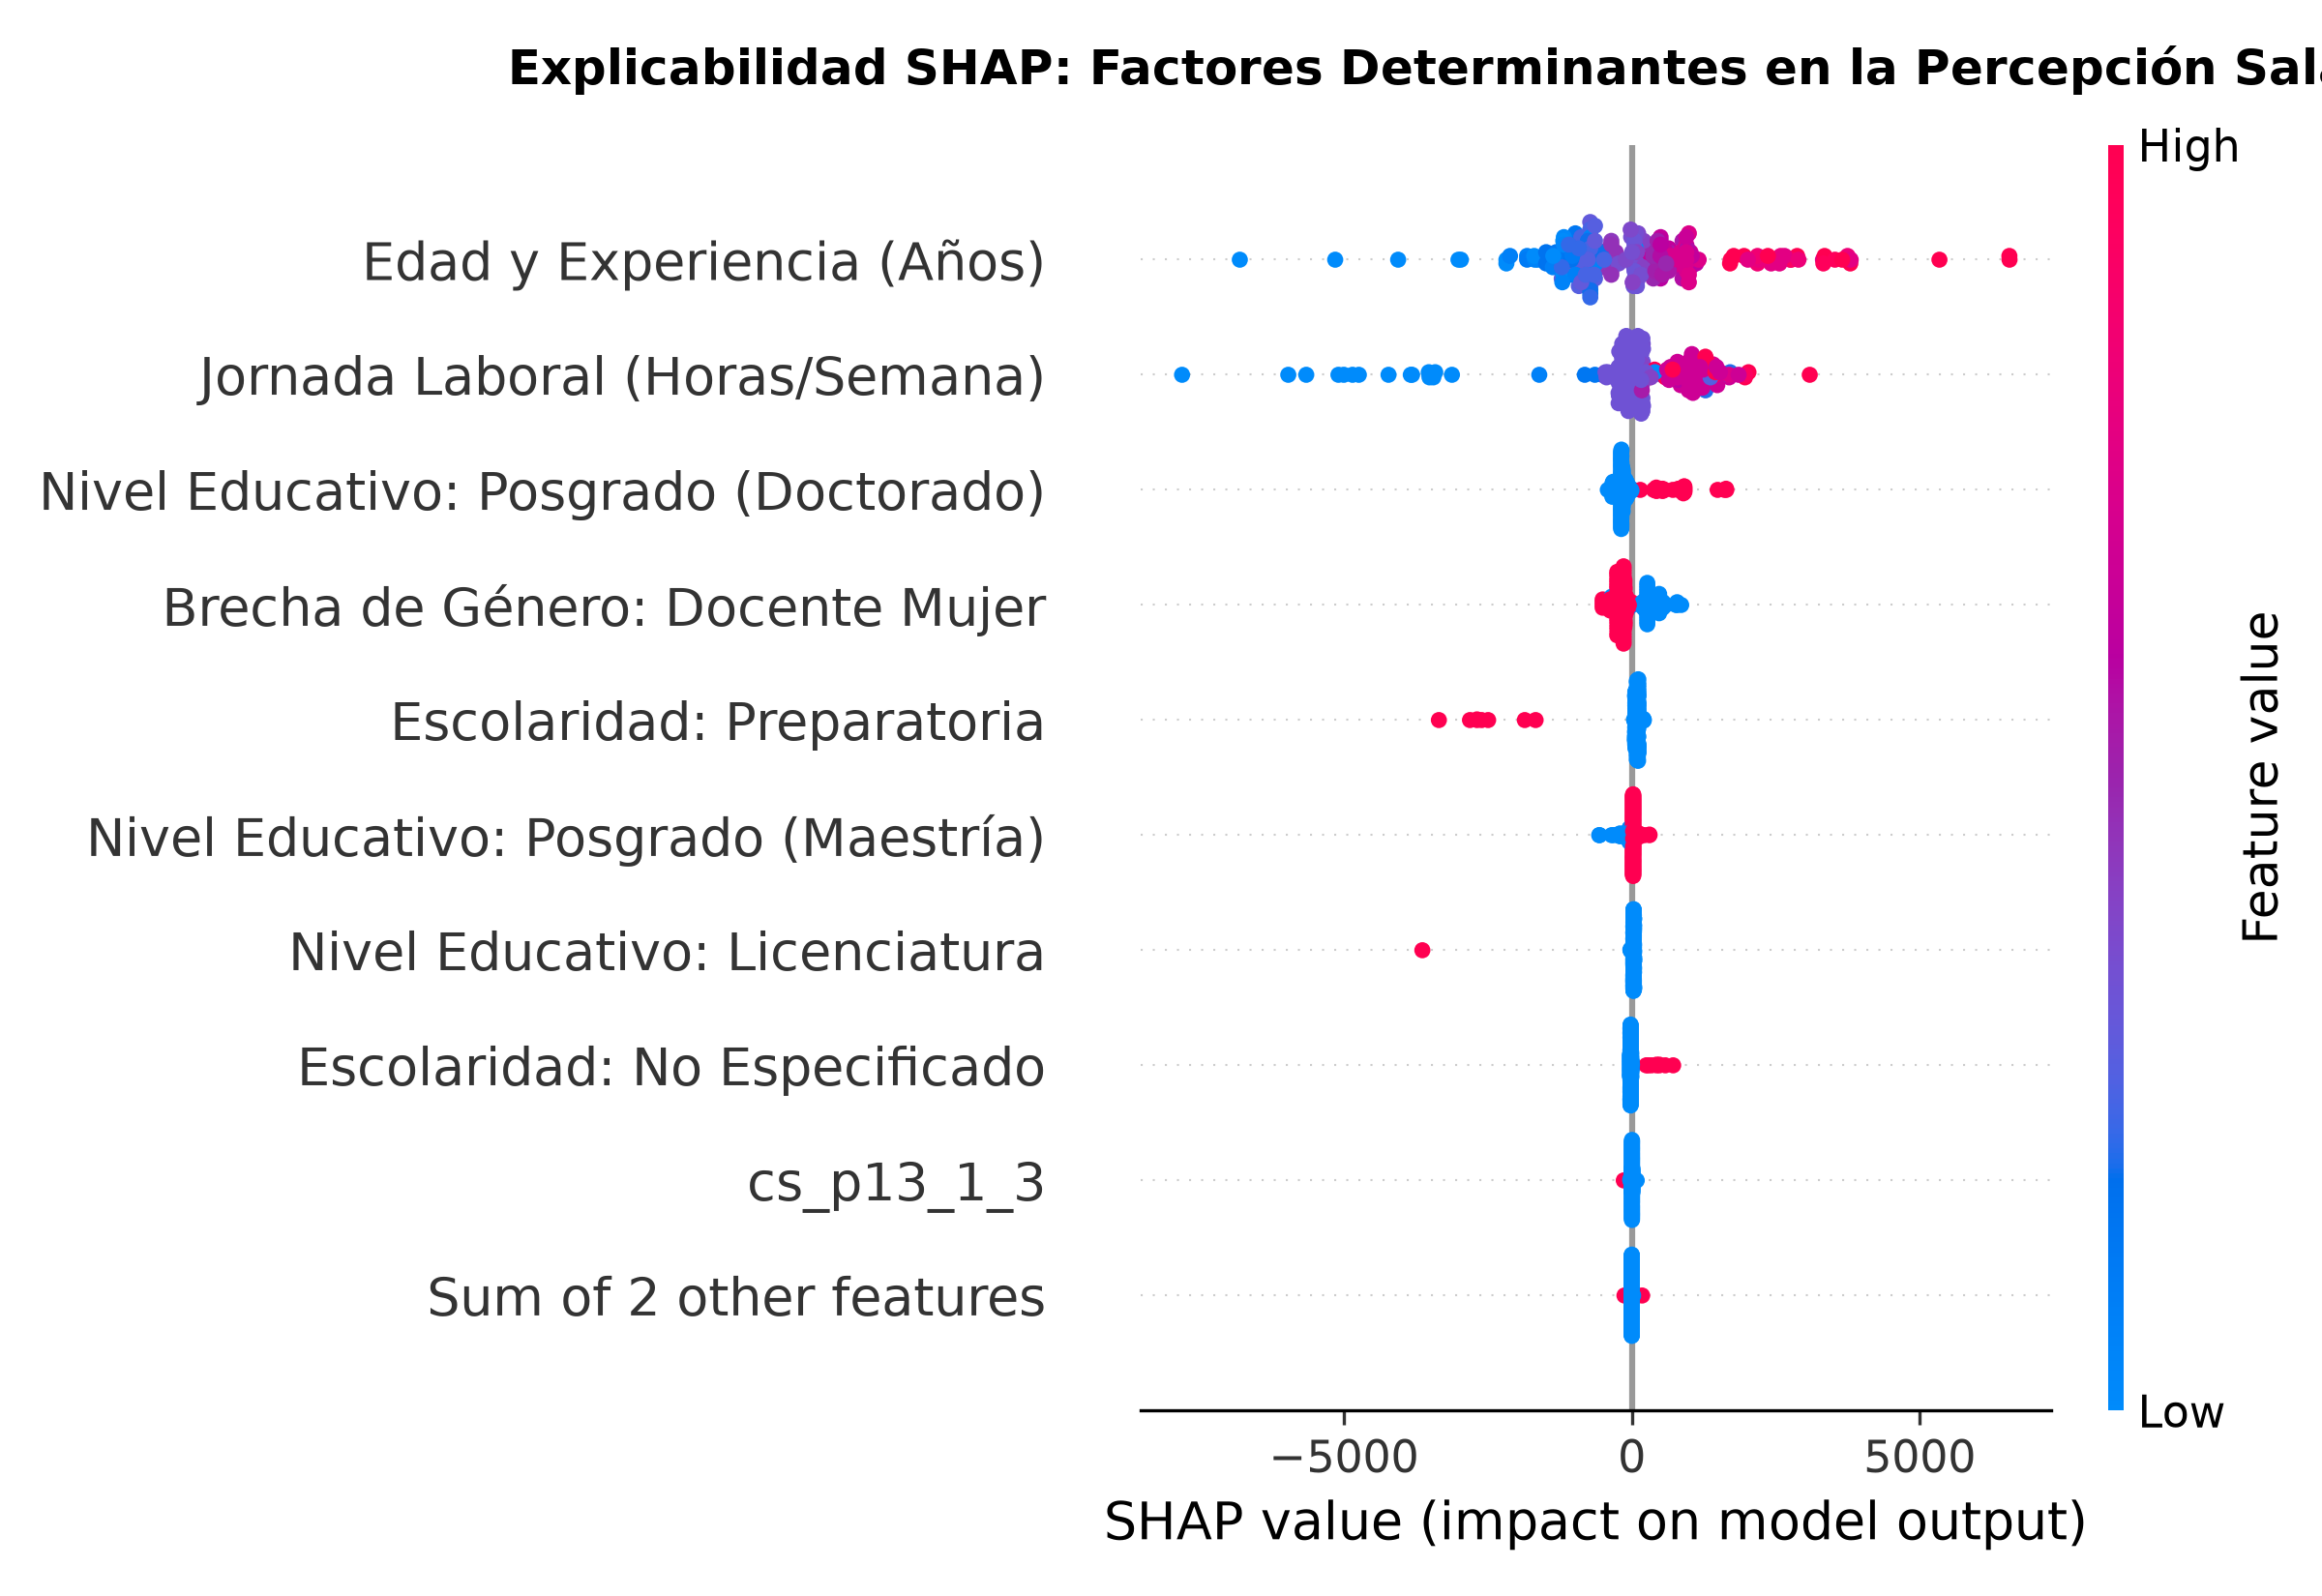 Explicabilidad SHAP: Factores Determinantes en la Percepción
High
Edad y Experiencia (Años)
Jornada Laboral (Horas/Semana)
Nivel Educativo: Posgrado (Doctorado)
Brecha de Género: Docente Mujer
Escolaridad: Preparatoria
Nivel Educativo: Posgrado (Maestría)
Nivel Educativo: Licenciatura
Escolaridad: No Especificado
cs_p13_1_3
Sum of 2 other features
Feature value
Low
−5000 0 5000
SHAP value (impact on model output)